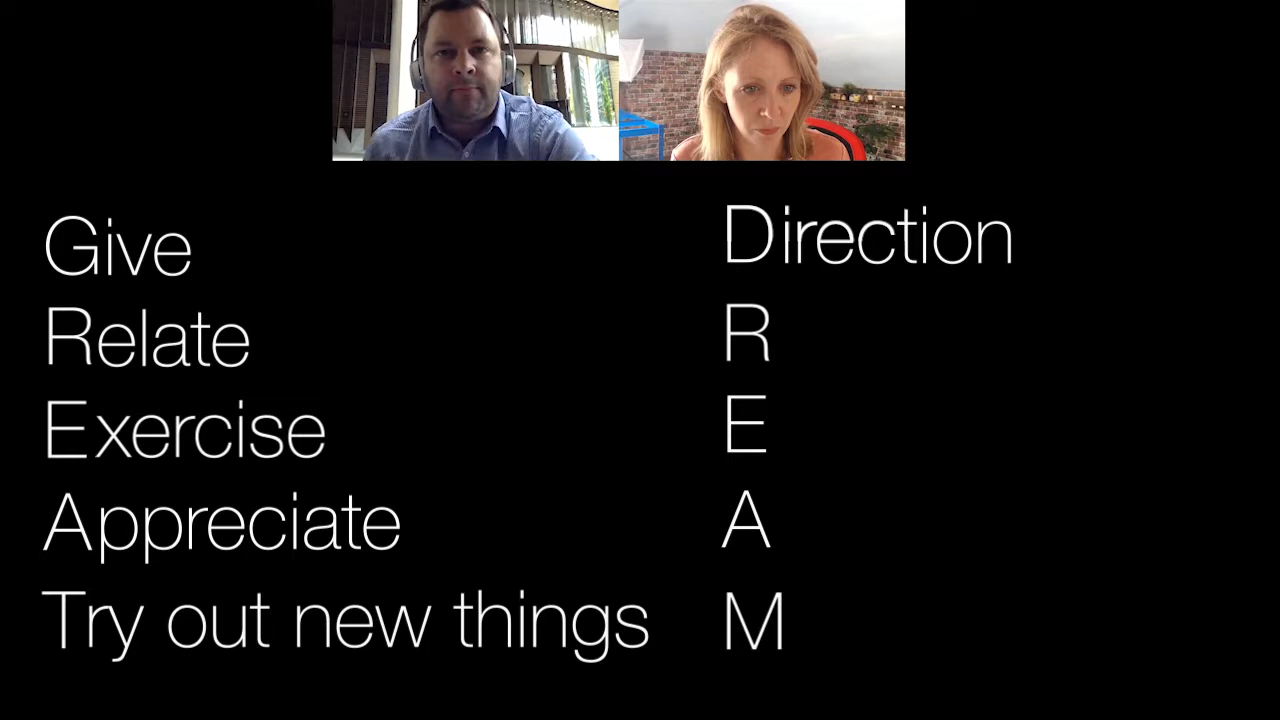 Give
Relate
Exercise
Appreciate
Try out new things
Direction
R
E
A
M